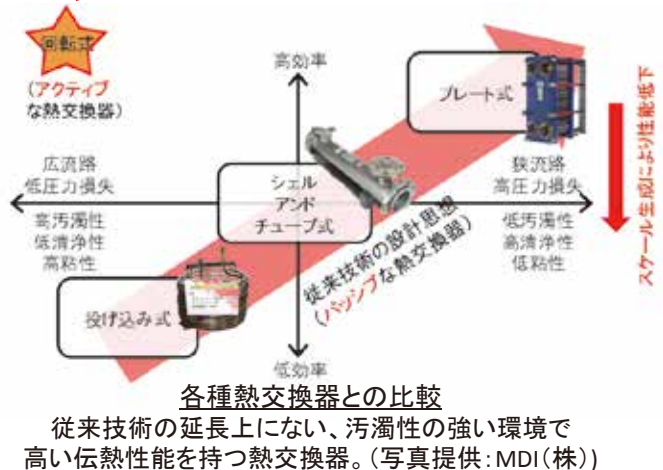 回転式
(アクティブ
な熱交換器)
高効率
プレート式
スケール生成により性能低下
広流路
低圧力損失
シェル
アンド
チューブ式
狭流路
高圧力損失
高汚濁性
低清浄性
高粘性
低汚濁性
高清浄性
低粘性
従来技術の設計思想
(パッシブな熱交換器)
投げ込み式
低効率
各種熱交換器との比較
従来技術の延長上にない、汚濁性の強い環境で
高い伝熱性能を持つ熱交換器。(写真提供:MDI(株))